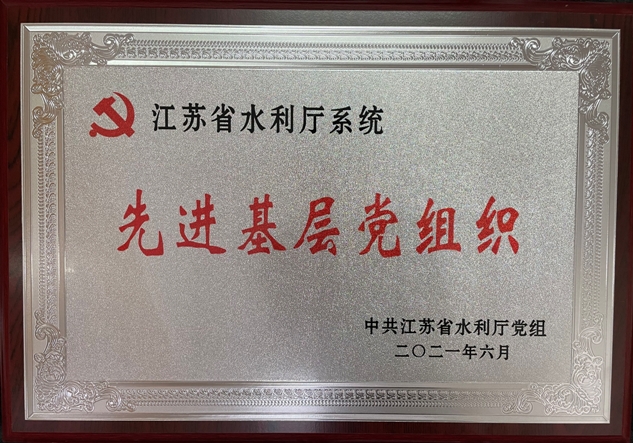 江苏省水利厅系统
先进基层党组织
中共江苏省水利厅党组
二〇二一年六月